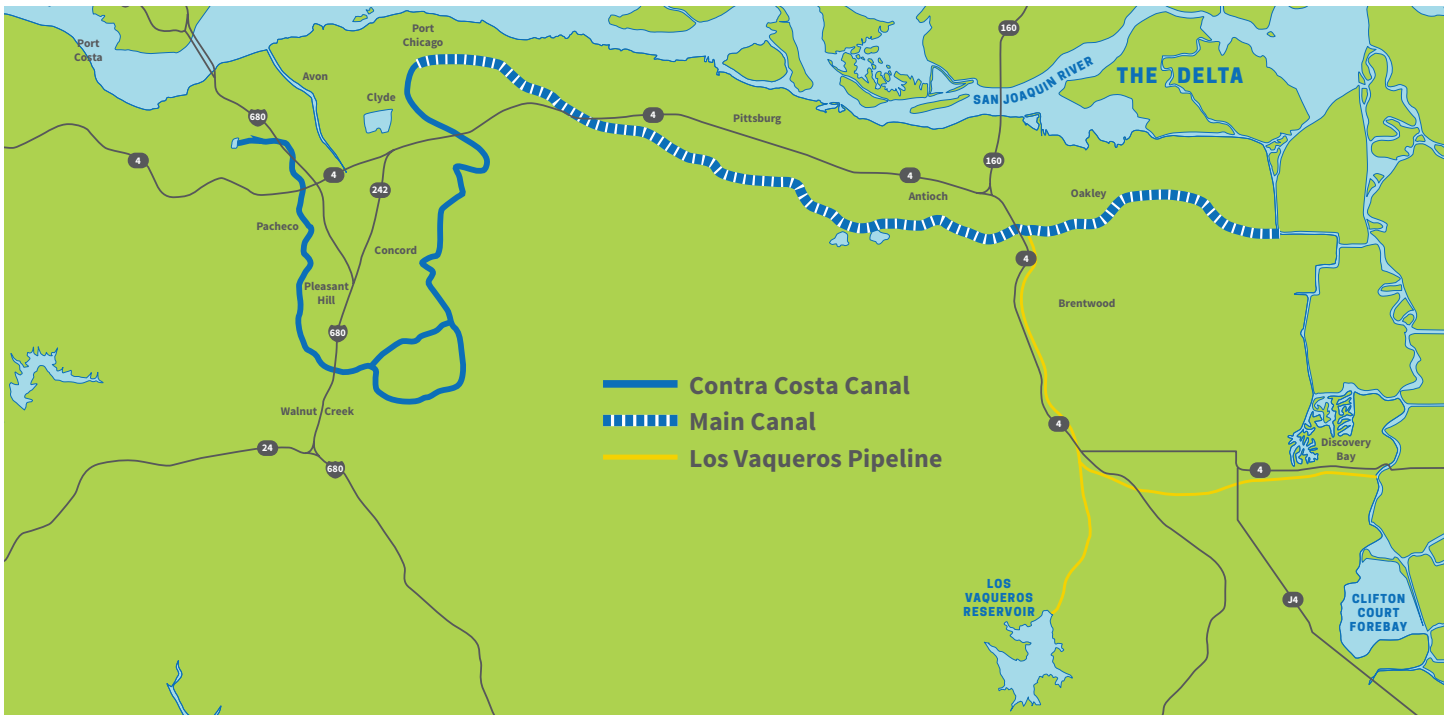 Port
Costa
Port
Chicago
Avon
Clyde
680
4
4
242
Pacheco
Concord
Pleasant
Hill
680
Walnut Creek
24
680
4
Pittsburg
4
Antioch
160
160
SAN JOAQUIN RIVER
THE DELTA
Oakley
4
Brentwood
Contra Costa Canal
Main Canal
Los Vaqueros Pipeline
4
Discovery
Bay
4
LOS
VAQUEROS
RESERVOIR
J4
CLIFTON
COURT
FOREBAY